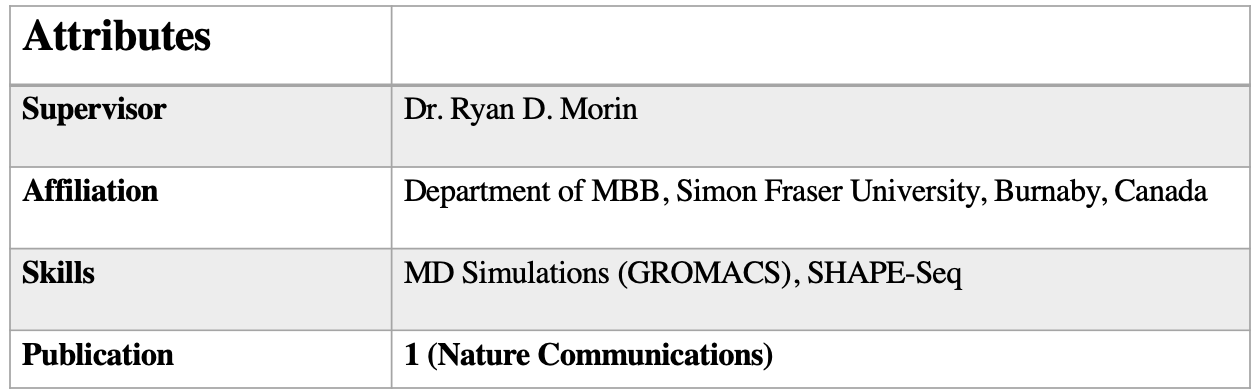 Attributes
Supervisor Dr. Ryan D. Morin
Affiliation Department of MBB, Simon Fraser University, Burnaby, Canada
Skills MD Simulations (GROMACS), SHAPE-Seq
Publication 1 (Nature Communications)